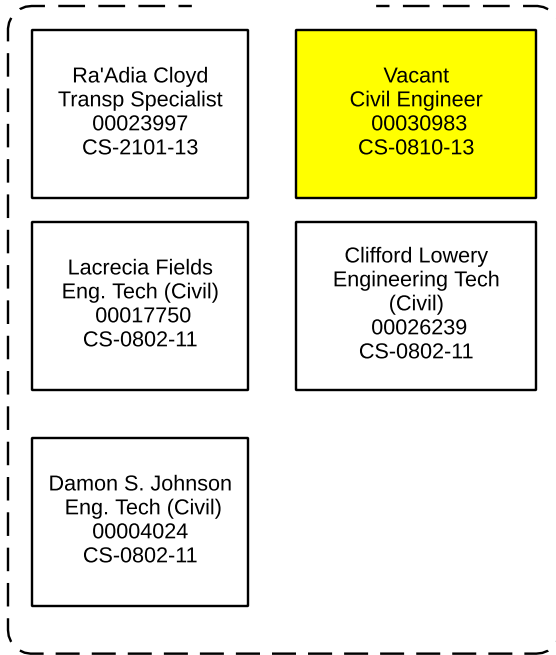 Ra'Adia Cloyd
Transp Specialist
00023997
CS-2101-13
Vacant
Civil Engineer
00030983
CS-0810-13
Lacrecia Fields
Eng. Tech (Civil)
00017750
CS-0802-11
Clifford Lowery
Engineering Tech
(Civil)
00026239
CS-0802-11
Damon S. Johnson
Eng. Tech (Civil)
00004024
CS-0802-11